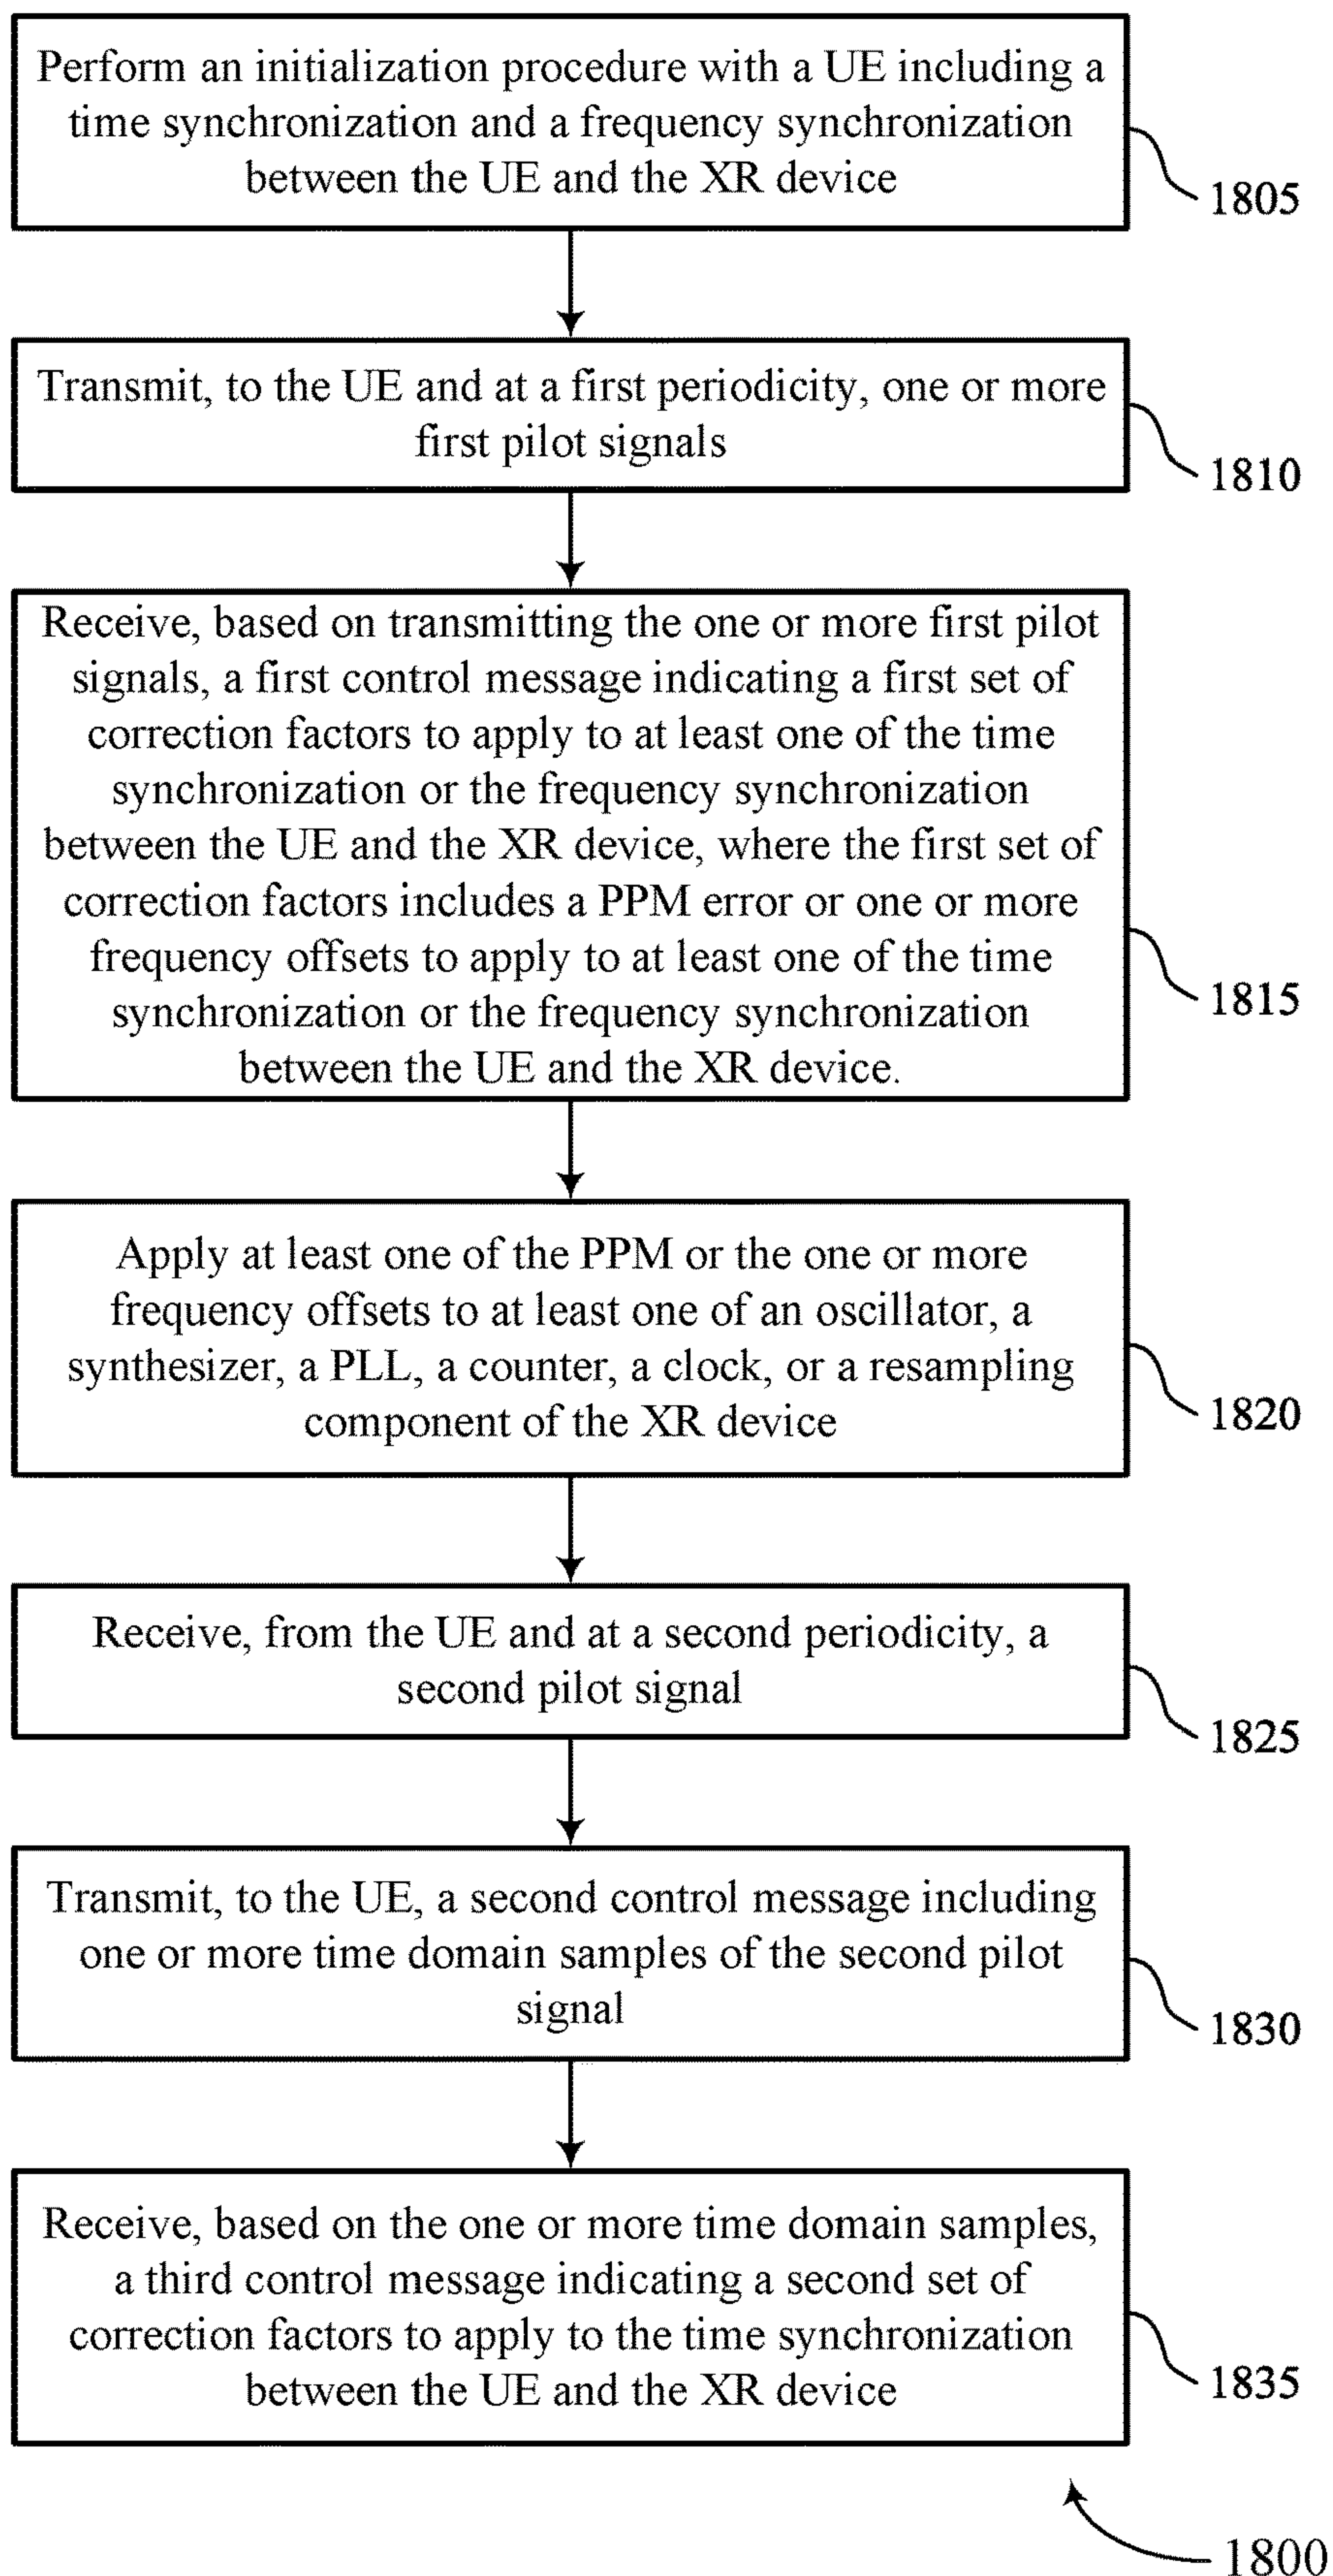 Perform an initialization procedure with a UE including a
time synchronization and a frequency synchronization
between the UE and the XR device
1805
Transmit, to the UE and at a first periodicity, one or more
first pilot signals
1810
Receive, based on transmitting the one or more first pilot
signals, a first control message indicating a first set of
correction factors to apply to at least one of the time
synchronization or the frequency synchronization
between the UE and the XR device, where the first set of
correction factors includes a PPM error or one or more
frequency offsets to apply to at least one of the time
synchronization or the frequency synchronization
between the UE and the XR device.
1815
Apply at least one of the PPM or the one or more
frequency offsets to at least one of an oscillator, a
synthesizer, a PLL, a counter, a clock, or a resampling
component of the XR device
1820
Receive, from the UE and at a second periodicity, a
second pilot signal
1825
Transmit, to the UE, a second control message including
one or more time domain samples of the second pilot
signal
1830
Receive, based on the one or more time domain samples,
a third control message indicating a second set of
correction factors to apply to the time synchronization
between the UE and the XR device
1835
1800